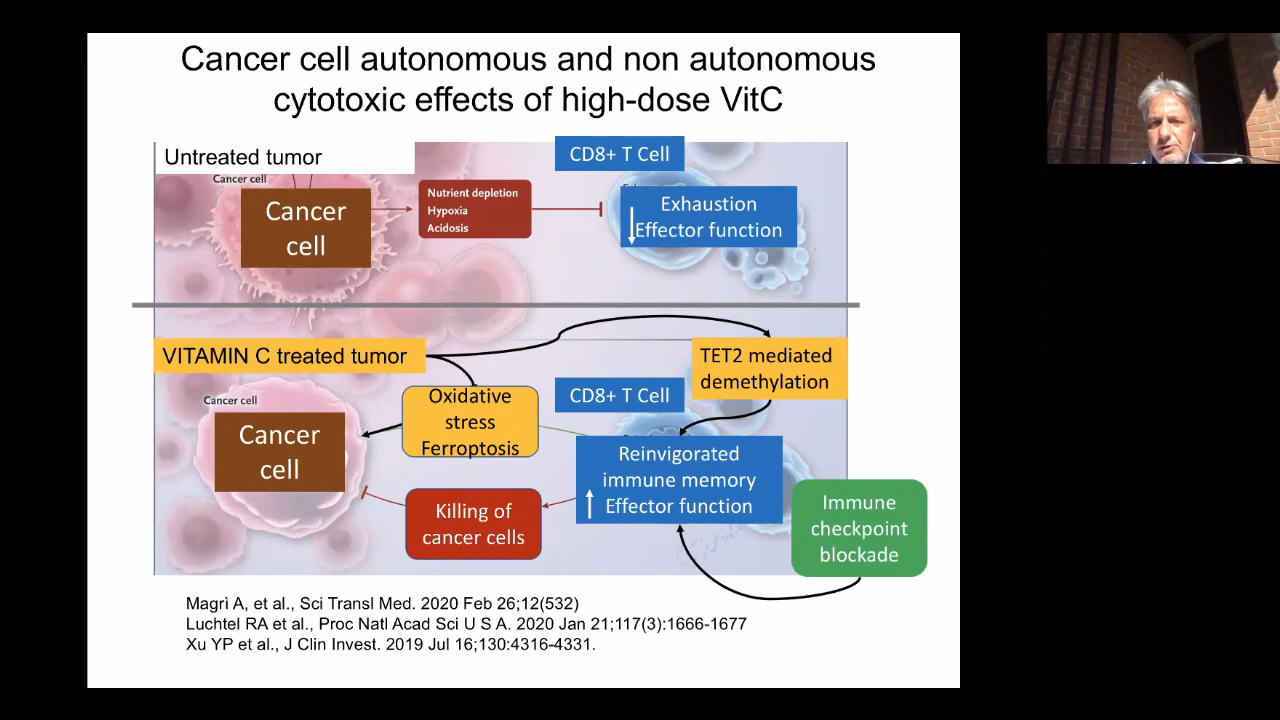 Cancer cell autonomous and non autonomous
cytotoxic effects of high-dose VitC
Untreated tumor
CD8+ T Cell
Cancer cell
Cancer
cell
Nutrient depletion
Hypoxia
Acidosis
Exhaustion
Effector function
VITAMIN C treated tumor
TET2 mediated
demethylation
Cancer cell
Cancer
cell
Oxidative
stress
Ferroptosis
CD8+ T Cell
Reinvigorated
immune memory
Effector function
Killing of
cancer cells
Immune
checkpoint
blockade
Magrì A, et al., Sci Transl Med. 2020 Feb 26;12(532)
Luchtel RA et al., Proc Natl Acad Sci U S A. 2020 Jan 21;117(3):1666-1677
Xu YP et al., J Clin Invest. 2019 Jul 16;130:4316-4331.